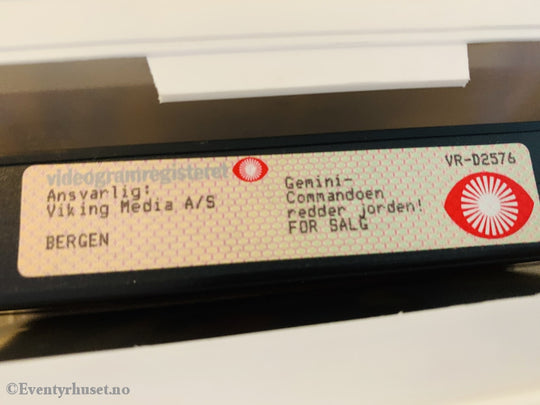 videogramregisteret
Ansvarlig:
Viking Media A/S
BERGEN
Gemini-
Commandoen
redder jorden!
FOR SALG
VR-D2576
©Eventyrhuset.no